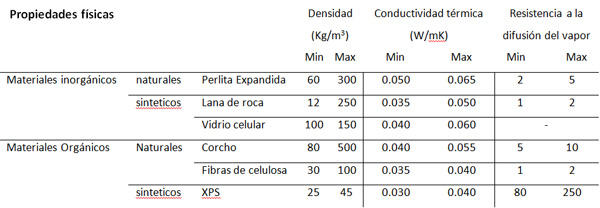 Propiedades físicas Densidad Conductividad térmica Resistencia a la
(Kg/m³) (W/mK) difusión del vapor
Min Max Min Max Min Max
Materiales inorgánicos naturales Perlita Expandida 60 300 0.050 0.065 2 5
sinteticos Lana de roca 12 250 0.035 0.050 1 2
Vidrio celular 100 150 0.040 0.060 -
Materiales Orgánicos Naturales Corcho 80 500 0.040 0.055 5 10
Fibras de celulosa 30 100 0.035 0.040 1 2
sinteticos XPS 25 45 0.030 0.040 80 250